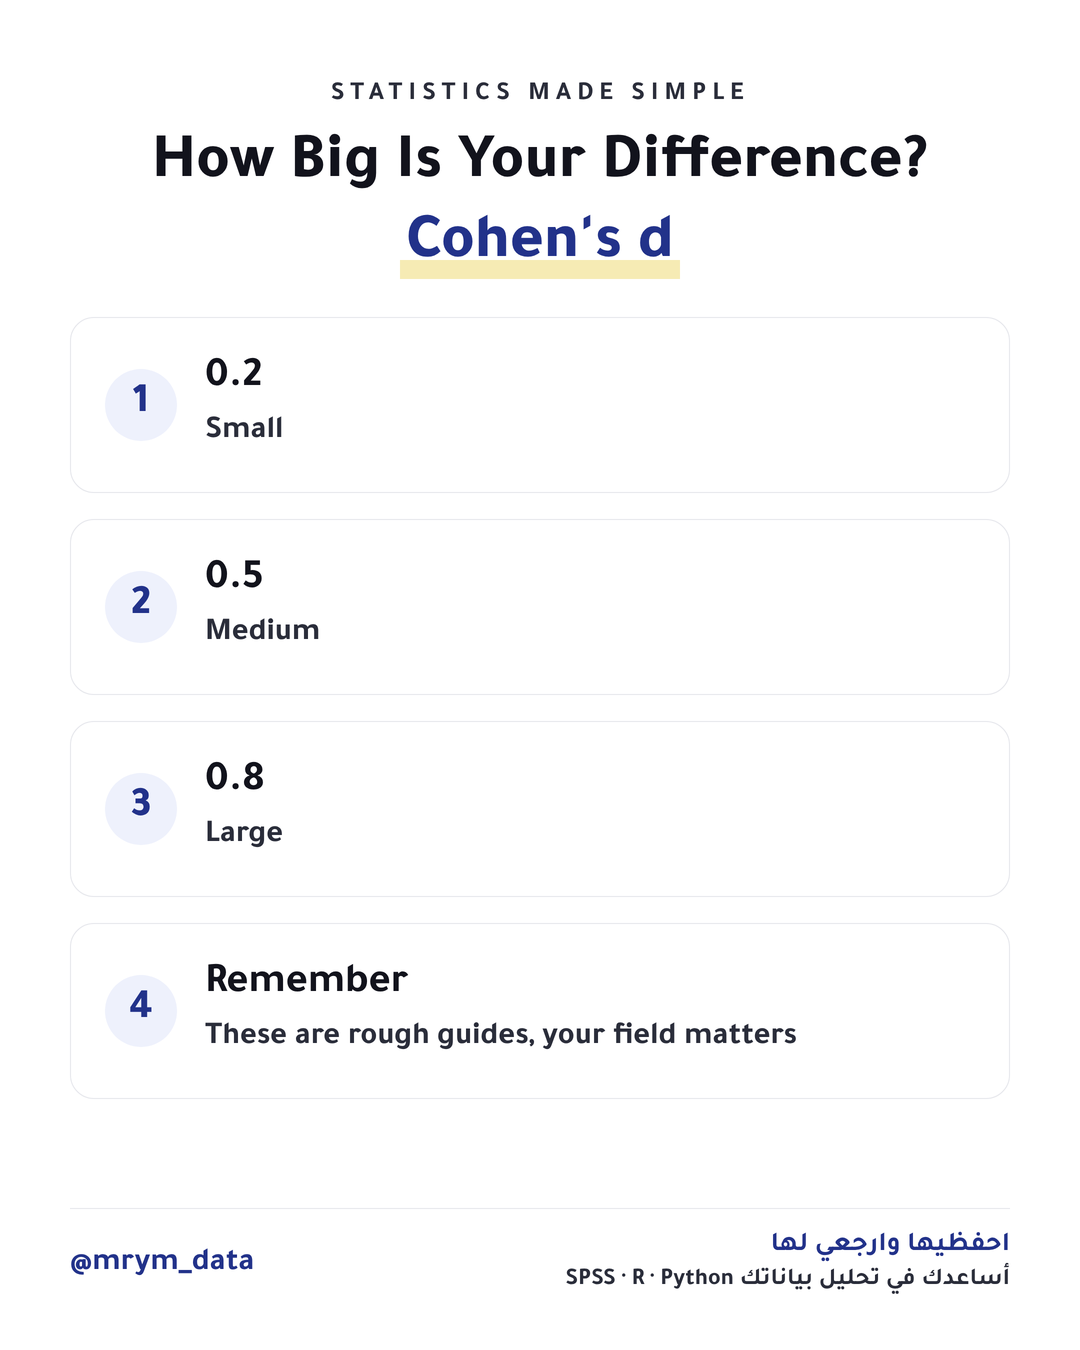 STATISTICS MADE SIMPLE
How Big Is Your Difference?
Cohen's d
1
0.2
Small
2
0.5
Medium
3
0.8
Large
4
Remember
These are rough guides, your field matters
@mrym_data
احفظيها وارجعي لها
أساعدك في تحليل بياناتك SPSS · R · Python